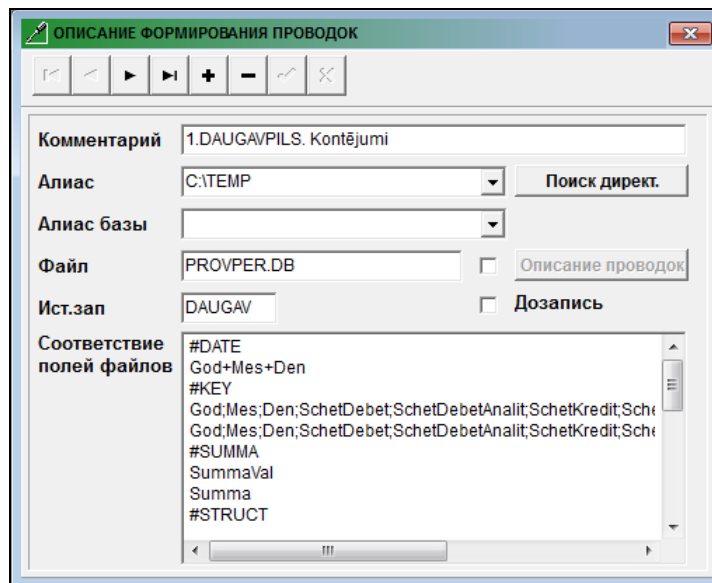 ОПИСАНИЕ ФОРМИРОВАНИЯ ПРОВОДОК
Комментарий 1.DAUGAVPILS. Kontējumi
Алиас C:\TEMP Поиск директ.
Алиас базы
Файл PROVPER.DB Описание проводок
Ист.зап DAUGAV Дозапись
Соответствие
полей файлов
#DATE
God+Mes+Den
#KEY
God;Mes;Den;SchetDebet;SchetDebetAnalit;SchetKredit;Sche
God;Mes;Den;SchetDebet;SchetDebetAnalit;SchetKredit;Sche
#SUMMA
SummaVal
Summa
#STRUCT